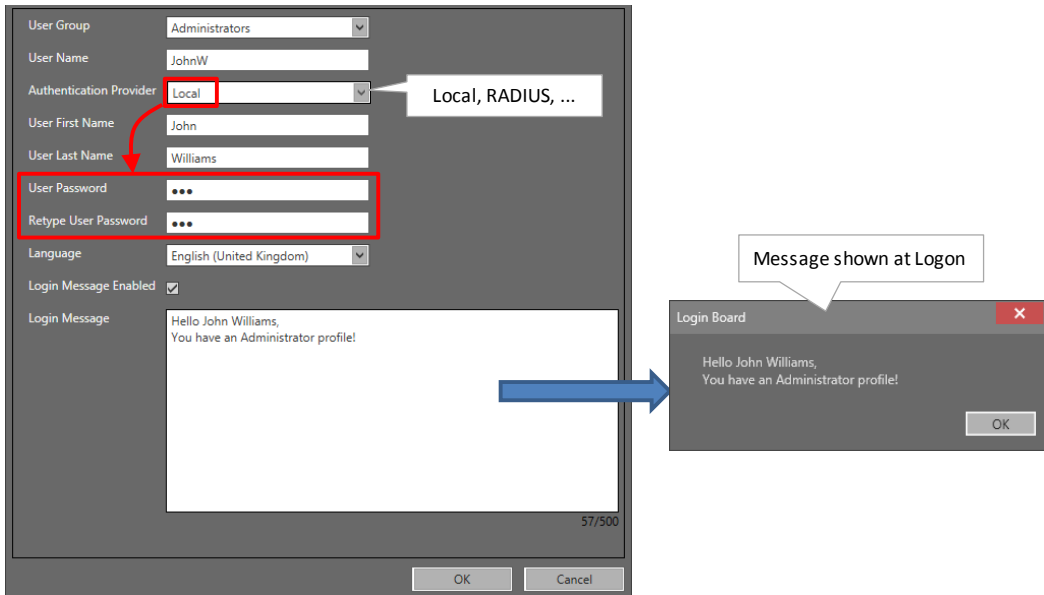 User Group Administrators
User Name JohnW
Authentication Provider Local
Local, RADIUS, ...
User First Name John
User Last Name Williams
User Password •••
Retype User Password •••
Language English (United Kingdom)
Login Message Enabled
Login Message Hello John Williams,
You have an Administrator profile!
57/500
OK Cancel
Message shown at Logon
Login Board
Hello John Williams,
You have an Administrator profile!
OK